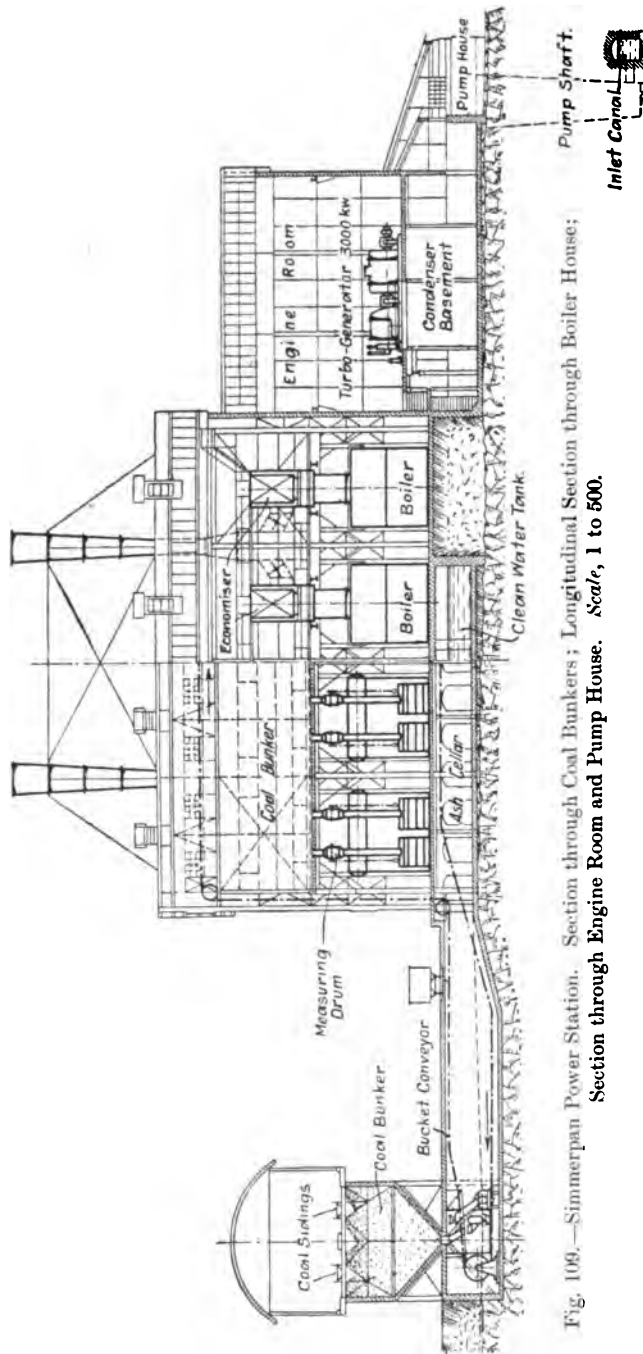 Coal Sidings
Coal Bunker
Bucket Conveyor
Measuring
Drum
Coal Bunker
Ash Cellar
Economiser
Boiler
Boiler
Clean Water Tank.
Engine Room
Turbo-Generator 3000 kw
Condenser
Basement
Pump House
Pump Shaft.
Inlet Canal
Fig. 109.—Simmerpan Power Station. Section through Coal Bunkers; Longitudinal Section through Boiler House;
Section through Engine Room and Pump House. Scale, 1 to 500.